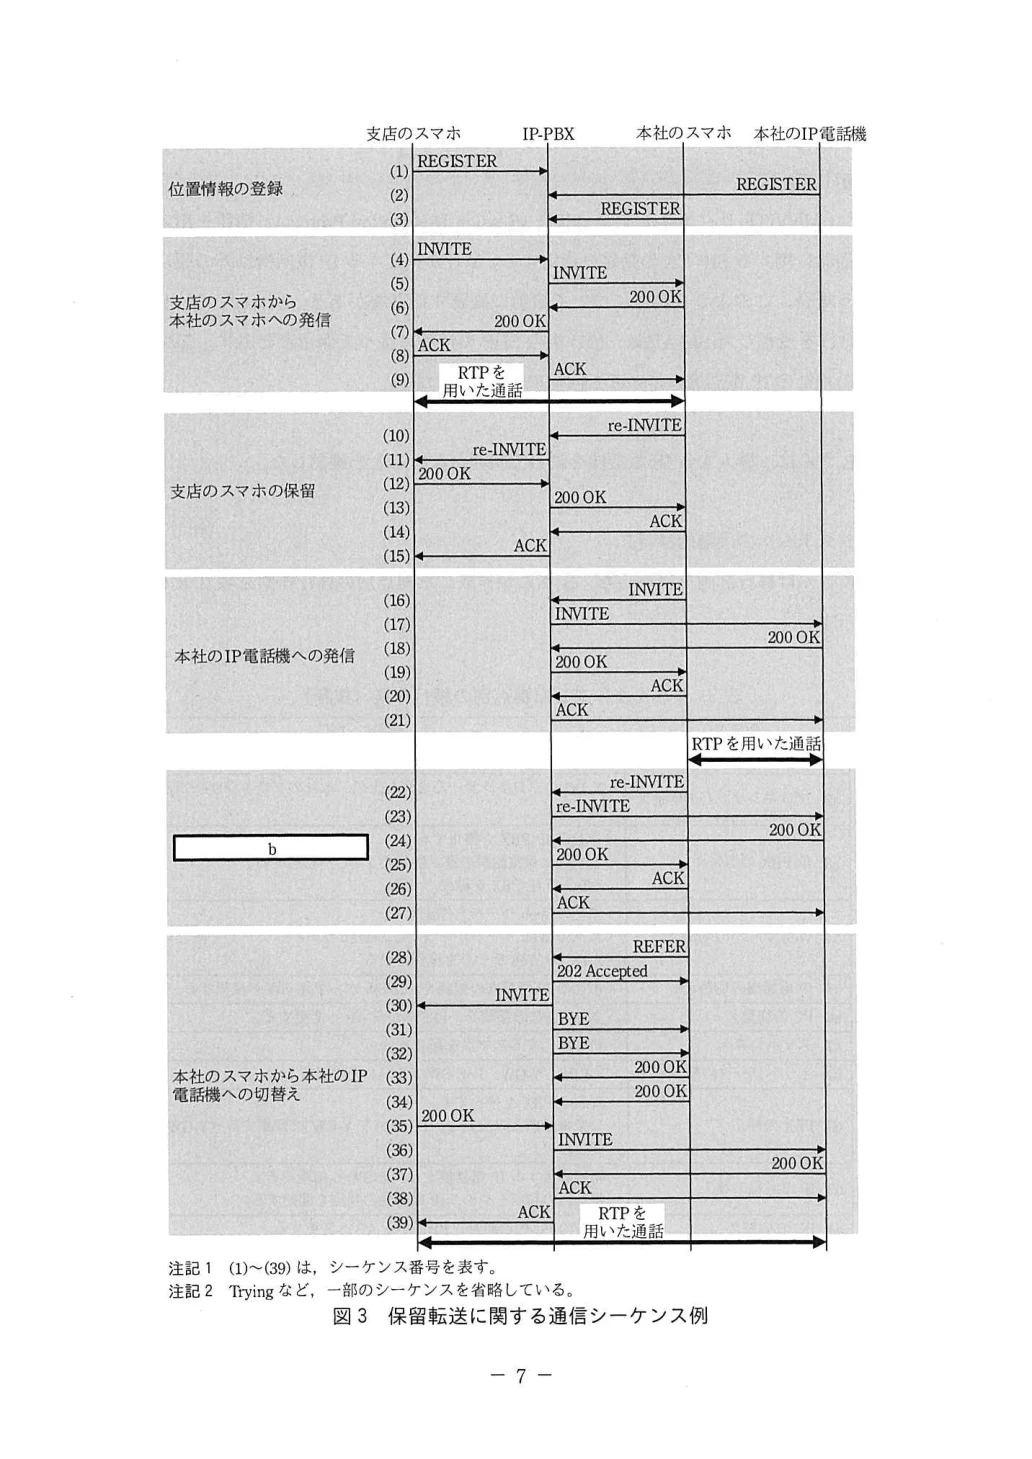 支店のスマホ IP-PBX 本社のスマホ 本社のIP電話機
位置情報の登録
(1) REGISTER
(2) REGISTER
(3) REGISTER
支店のスマホから
本社のスマホへの発信
(4) INVITE
(5) INVITE
(6) 200 OK
(7) 200 OK
(8) ACK
(9) ACK
RTPを
用いた通話
支店のスマホの保留
(10) re-INVITE
(11) re-INVITE
(12) 200 OK
(13) 200 OK
(14) ACK
(15) ACK
本社のIP電話機への発信
(16) INVITE
(17) INVITE
(18) 200 OK
(19) 200 OK
(20) ACK
(21) ACK
RTPを用いた通話
b
(22) re-INVITE
(23) re-INVITE
(24) 200 OK
(25) 200 OK
(26) ACK
(27) ACK
本社のスマホから本社のIP
電話機への切替え
(28) REFER
(29) 202 Accepted
(30) INVITE
(31) BYE
(32) BYE
(33) 200 OK
(34) 200 OK
(35) 200 OK
(36) INVITE
(37) 200 OK
(38) ACK
(39) ACK
RTPを
用いた通話
注記1 (1)~(39)は,シーケンス番号を表す。
注記2 Tryingなど,一部のシーケンスを省略している。
図3 保留転送に関する通信シーケンス例
- 7 -